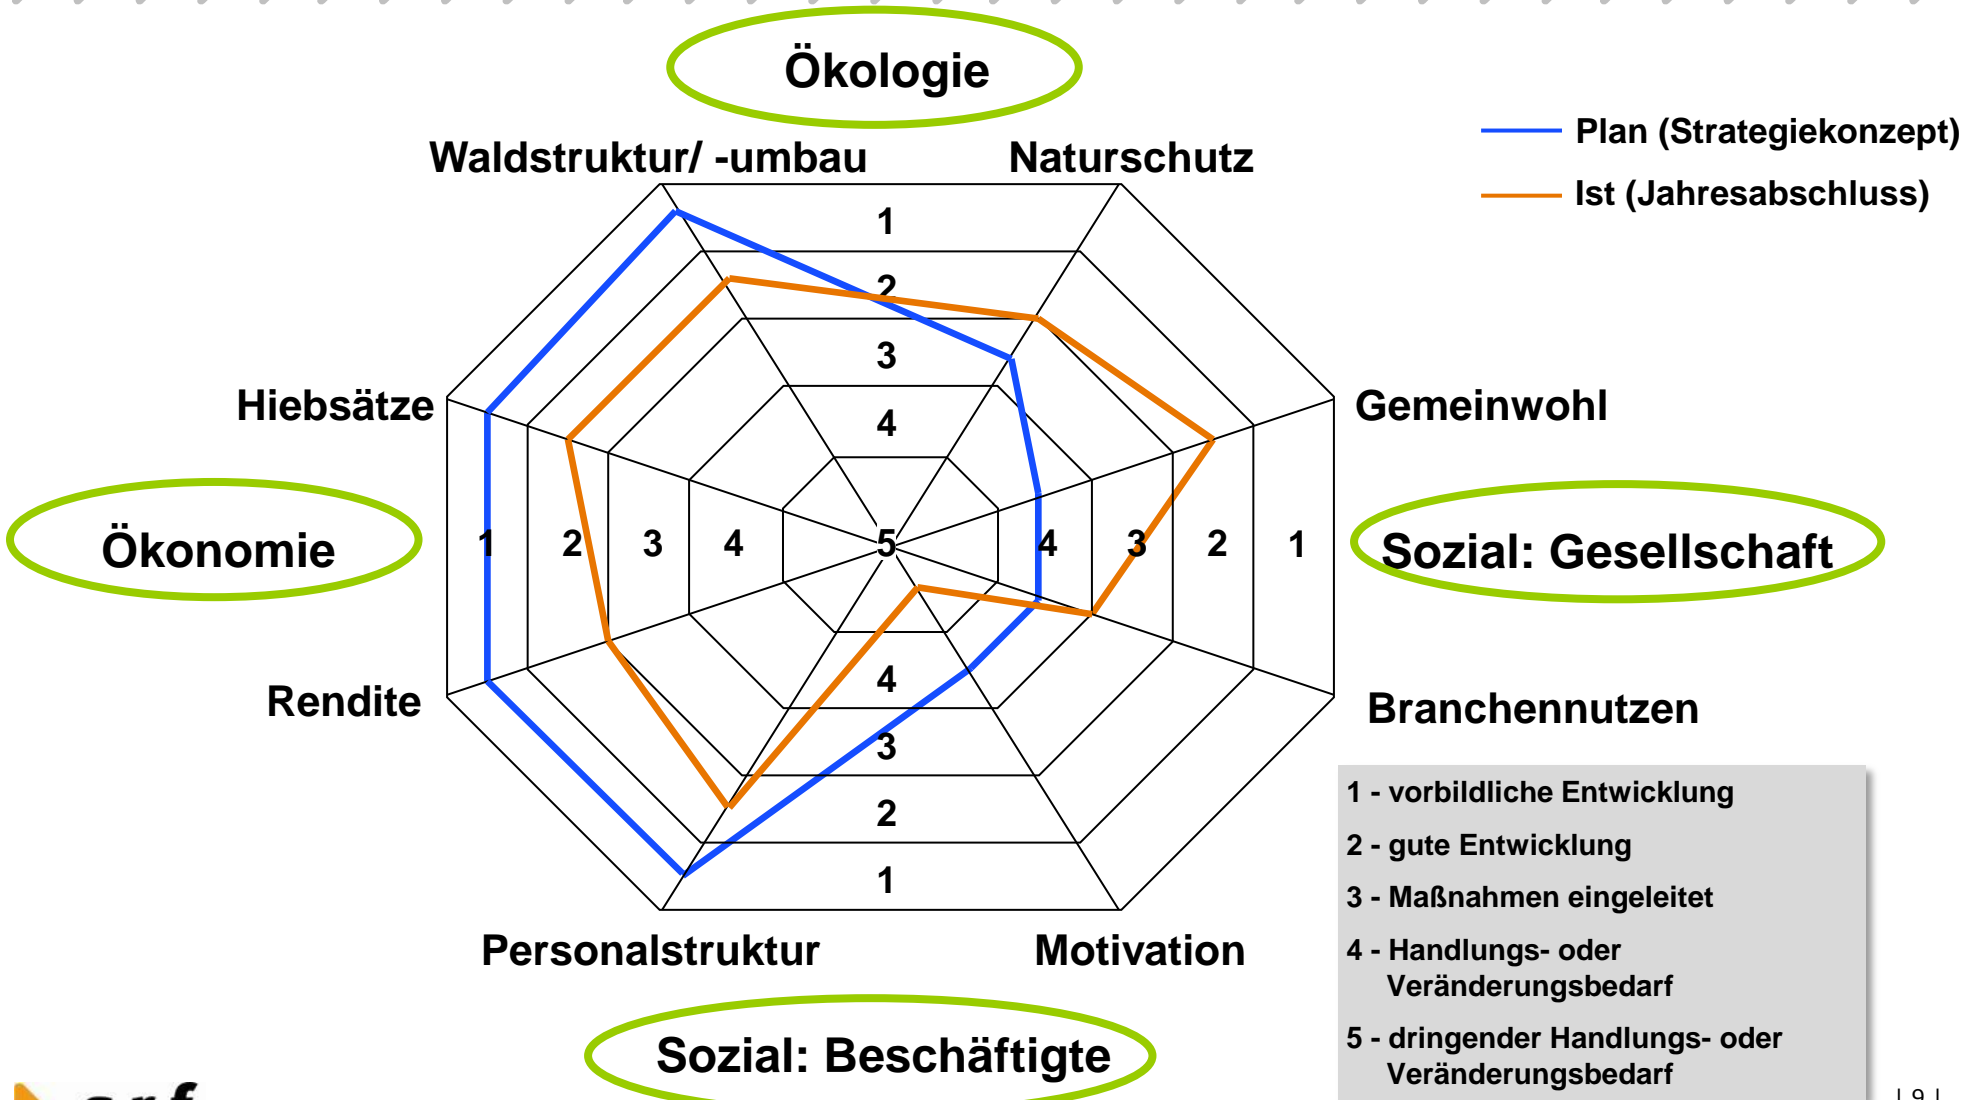 Ökologie
Waldstruktur/ -umbau
Naturschutz
Plan (Strategiekonzept)
Ist (Jahresabschluss)
1
2
3
4
Hiebsätze
Gemeinwohl
Ökonomie
1 2 3 4 5 4 3 2 1
Sozial: Gesellschaft
Rendite
Branchennutzen
4
3
2
1
Personalstruktur
Motivation
Sozial: Beschäftigte
1 - vorbildliche Entwicklung
2 - gute Entwicklung
3 - Maßnahmen eingeleitet
4 - Handlungs- oder
Veränderungsbedarf
5 - dringender Handlungs- oder
Veränderungsbedarf
| 9 |